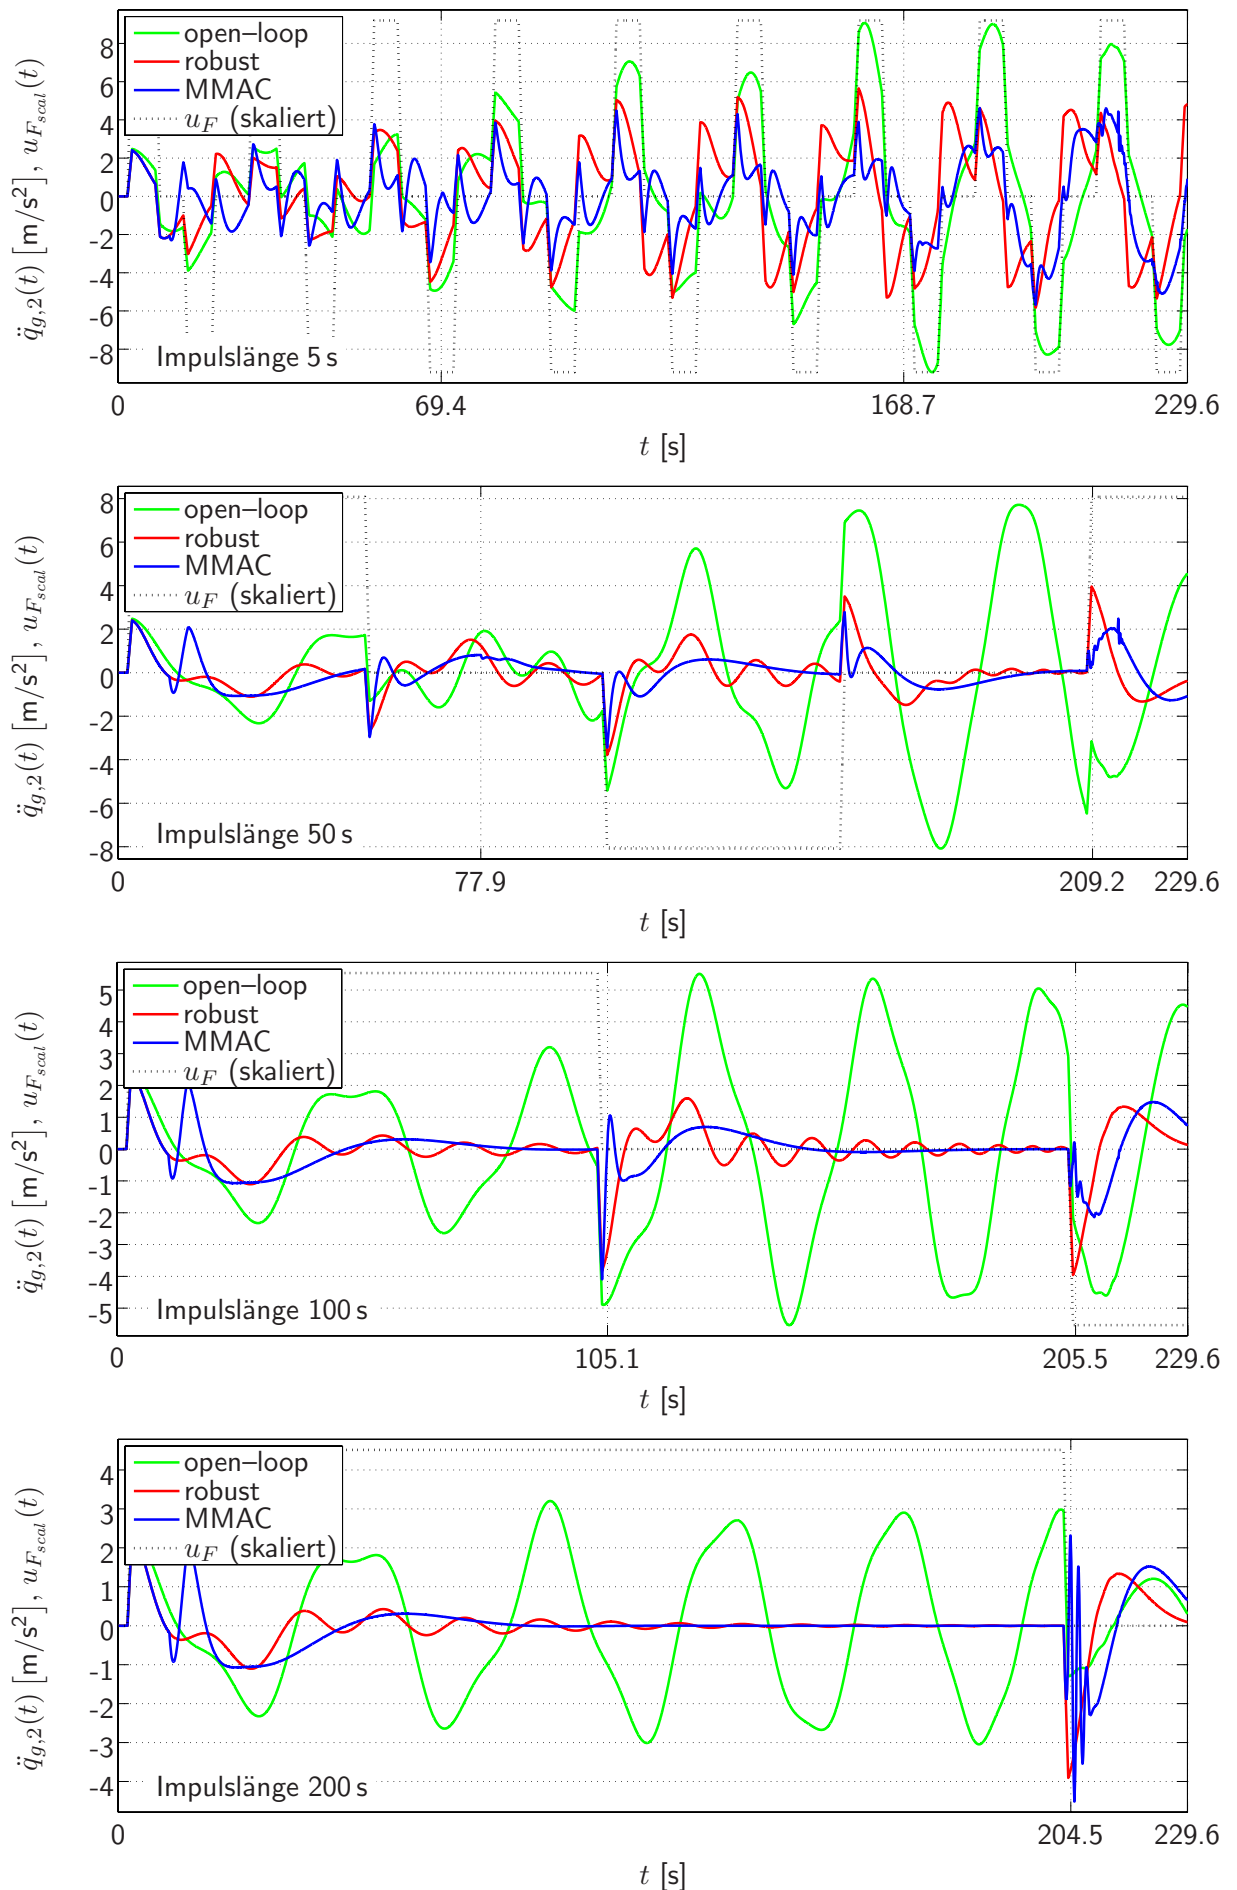 open–loop
robust
MMAC
u_F (skaliert)
8
6
4
2
0
-2
-4
-6
-8
q̈_{g,2}(t) [m/s²], u_{F_{scal}}(t)
Impulslänge 5 s
0 69.4 168.7 229.6
t [s]
open–loop
robust
MMAC
u_F (skaliert)
8
6
4
2
0
-2
-4
-6
-8
q̈_{g,2}(t) [m/s²], u_{F_{scal}}(t)
Impulslänge 50 s
0 77.9 209.2 229.6
t [s]
open–loop
robust
MMAC
u_F (skaliert)
5
4
3
2
1
0
-1
-2
-3
-4
-5
q̈_{g,2}(t) [m/s²], u_{F_{scal}}(t)
Impulslänge 100 s
0 105.1 205.5 229.6
t [s]
open–loop
robust
MMAC
u_F (skaliert)
4
3
2
1
0
-1
-2
-3
-4
q̈_{g,2}(t) [m/s²], u_{F_{scal}}(t)
Impulslänge 200 s
0 204.5 229.6
t [s]